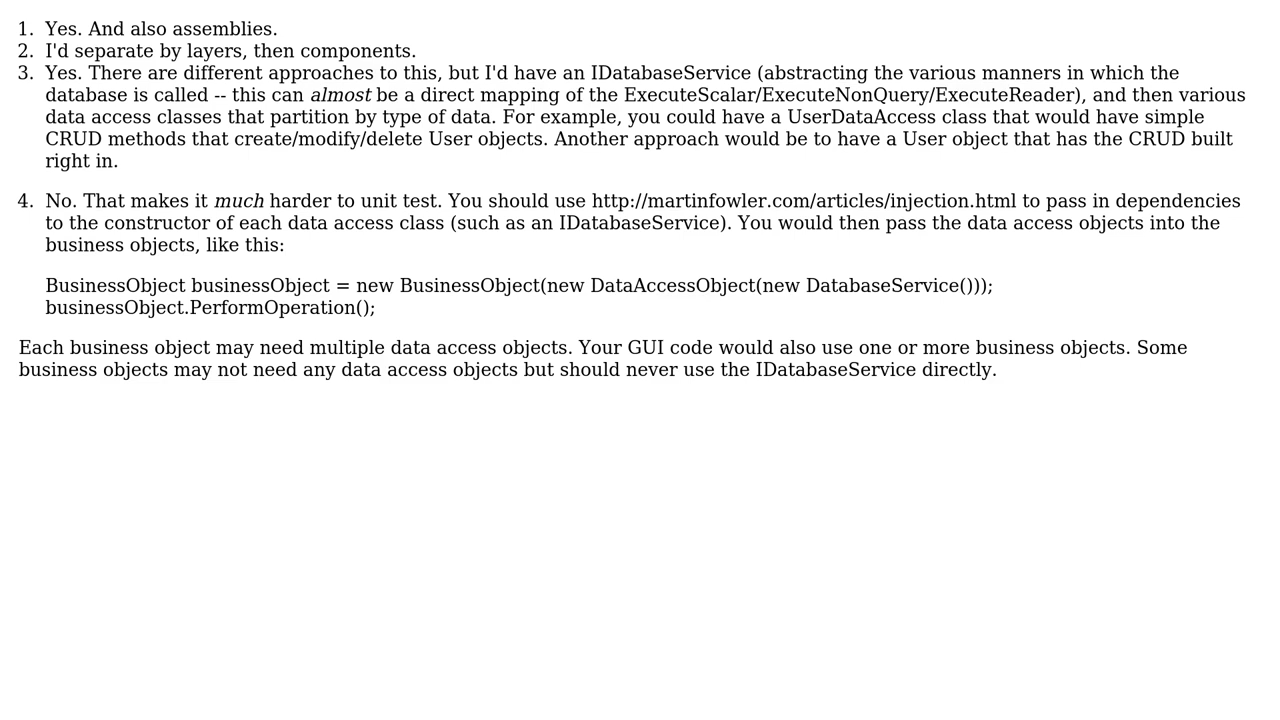 1. Yes. And also assemblies.
2. I'd separate by layers, then components.
3. Yes. There are different approaches to this, but I'd have an IDatabaseService (abstracting the various manners in which the
database is called -- this can almost be a direct mapping of the ExecuteScalar/ExecuteNonQuery/ExecuteReader), and then various
data access classes that partition by type of data. For example, you could have a UserDataAccess class that would have simple
CRUD methods that create/modify/delete User objects. Another approach would be to have a User object that has the CRUD built
right in.
4. No. That makes it much harder to unit test. You should use http://martinfowler.com/articles/injection.html to pass in dependencies
to the constructor of each data access class (such as an IDatabaseService). You would then pass the data access objects into the
business objects, like this:
BusinessObject businessObject = new BusinessObject(new DataAccessObject(new DatabaseService()));
businessObject.PerformOperation();
Each business object may need multiple data access objects. Your GUI code would also use one or more business objects. Some
business objects may not need any data access objects but should never use the IDatabaseService directly.